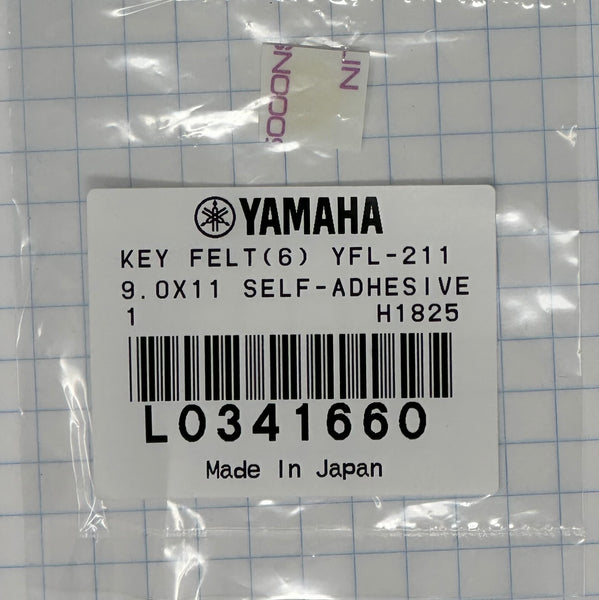 YAMAHA
KEY FELT(6) YFL-211
9.0X11 SELF-ADHESIVE
1 H1825
L0341660
Made In Japan